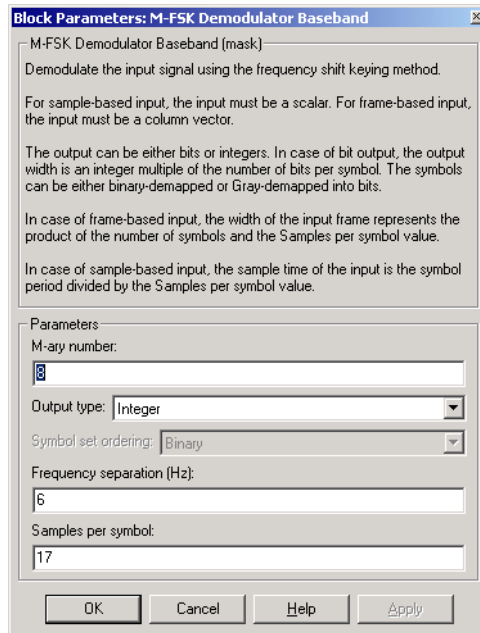 Block Parameters: M-FSK Demodulator Baseband
M-FSK Demodulator Baseband (mask)
Demodulate the input signal using the frequency shift keying method.
For sample-based input, the input must be a scalar. For frame-based input,
the input must be a column vector.
The output can be either bits or integers. In case of bit output, the output
width is an integer multiple of the number of bits per symbol. The symbols
can be either binary-demapped or Gray-demapped into bits.
In case of frame-based input, the width of the input frame represents the
product of the number of symbols and the Samples per symbol value.
In case of sample-based input, the sample time of the input is the symbol
period divided by the Samples per symbol value.
Parameters
M-ary number:
8
Output type: Integer
Symbol set ordering: Binary
Frequency separation (Hz):
6
Samples per symbol:
17
OK Cancel Help Apply